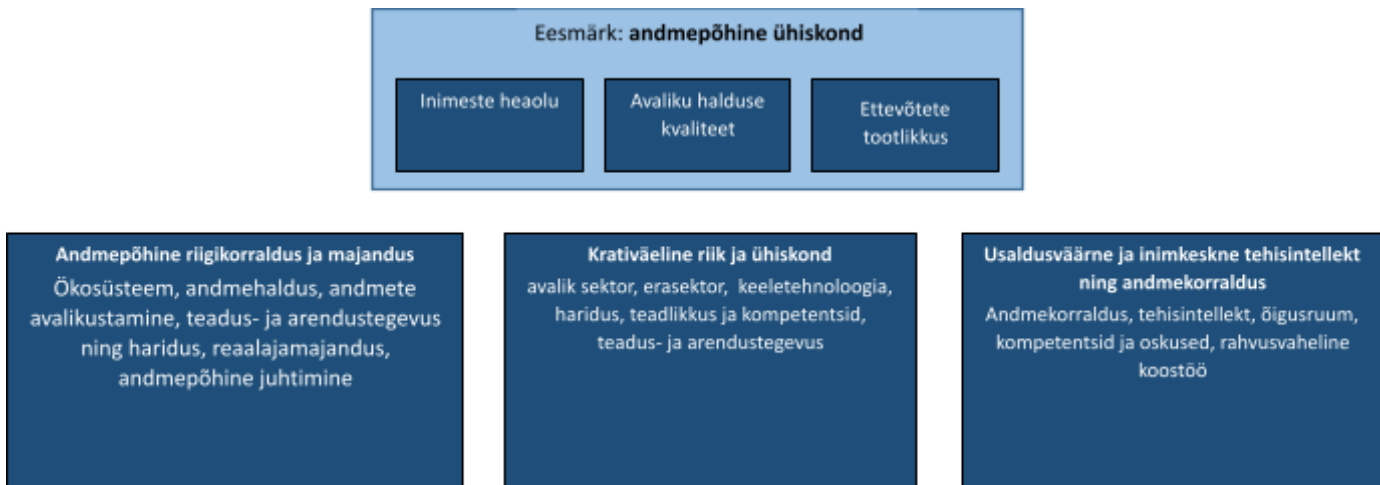 Eesmärk: andmepõhine ühiskond
Inimeste heaolu
Avaliku halduse
kvaliteet
Ettevõtete
tootlikkus
Andmepõhine riigikorraldus ja majandus
Ökosüsteem, andmehaldus, andmete
avalikustamine, teadus- ja arendustegevus
ning haridus, reaalajamajandus,
andmepõhine juhtimine
Krativäeline riik ja ühiskond
avalik sektor, erasektor, keeletehnoloogia,
haridus, teadlikkus ja kompetentsid,
teadus- ja arendustegevus
Usaldusväärne ja inimkeskne tehisintellekt
ning andmekorraldus
Andmekorraldus, tehisintellekt, õigusruum,
kompetentsid ja oskused, rahvusvaheline
koostöö